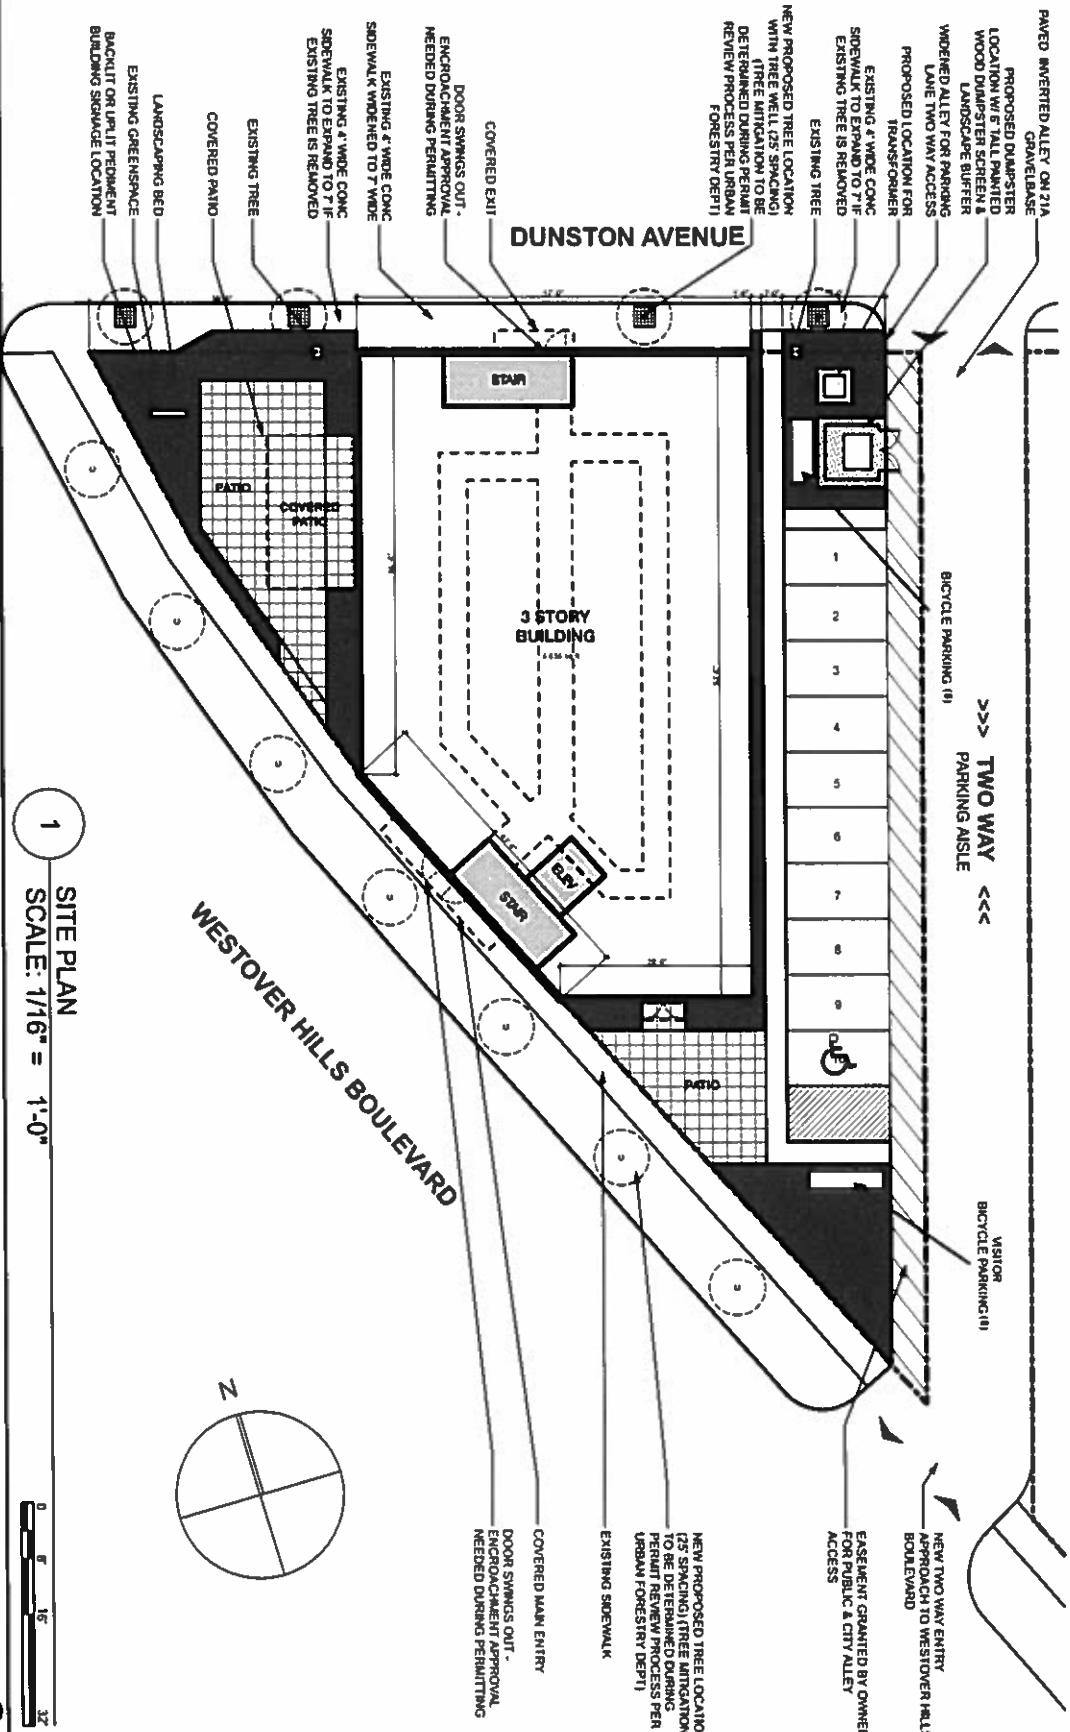 PAVED INVERTED ALLEY ON 21A
GRAVELBASE
PROPOSED DUMPSTER
LOCATION W/ 6' TALL PAINTED
WOOD DUMPSTER SCREEN &
LANDSCAPE BUFFER
WIDENED ALLEY FOR PARKING
LANE TWO WAY ACCESS
PROPOSED LOCATION FOR
TRANSFORMER
EXISTING 4' WIDE CONC
SIDEWALK TO EXPAND TO 7' IF
EXISTING TREE IS REMOVED
EXISTING TREE
NEW PROPOSED TREE LOCATION
WITH TREE WELL (25' SPACING)
(TREE MITIGATION TO BE
DETERMINED DURING PERMIT
REVIEW PROCESS PER URBAN
FORESTRY DEPT)
COVERED EXIT
DOOR SWINGS OUT -
ENCROACHMENT APPROVAL
NEEDED DURING PERMITTING
EXISTING 4' WIDE CONC
SIDEWALK WIDENED TO 7' WIDE
EXISTING 4' WIDE CONC
SIDEWALK TO EXPAND TO 7' IF
EXISTING TREE IS REMOVED
EXISTING TREE
COVERED PATIO
LANDSCAPING BED
EXISTING GREENSPACE
BACKLIT OR UPLIT PEDIMENT
BUILDING SIGNAGE LOCATION
DUNSTON AVENUE
STAIR
PATIO
COVERED
PATIO
3 STORY
BUILDING
ELEV
STAIR
PATIO
1
2
3
4
5
6
7
8
9
BICYCLE PARKING (8)
>>> TWO WAY <<<
PARKING AISLE
VISITOR
BICYCLE PARKING (8)
WESTOVER HILLS BOULEVARD
NEW TWO WAY ENTRY
APPROACH TO WESTOVER HILL
BOULEVARD
EASEMENT GRANTED BY OWNE
FOR PUBLIC & CITY ALLEY
ACCESS
NEW PROPOSED TREE LOCATIO
(25' SPACING) (TREE MITIGATION
TO BE DETERMINED DURING
PERMIT REVIEW PROCESS PER
URBAN FORESTRY DEPT)
EXISTING SIDEWALK
COVERED MAIN ENTRY
DOOR SWINGS OUT -
ENCROACHMENT APPROVAL
NEEDED DURING PERMITTING
N
1
SITE PLAN
SCALE: 1/16" = 1'-0"
0 8' 16' 32'